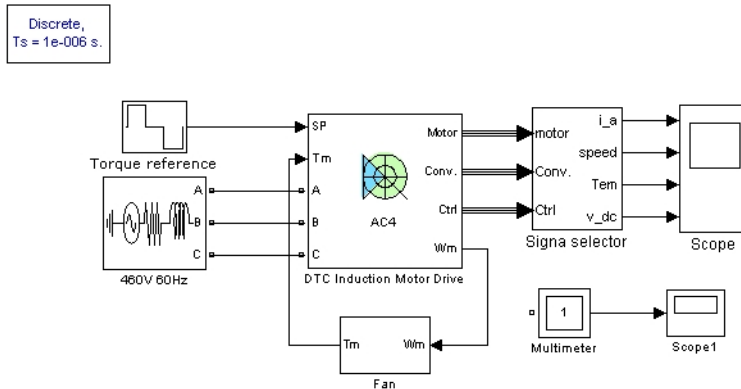 Discrete,
Ts = 1e-006 s.
Torque reference
SP
Tm
A
B
C
A
B
C
460V 60Hz
Motor
Conv.
Ctrl
Wm
AC4
DTC Induction Motor Drive
motor
Conv.
Ctrl
i_a
speed
Tem
v_dc
Signa selector
Scope
Tm
Wm
Fan
1
Multimeter
Scope1